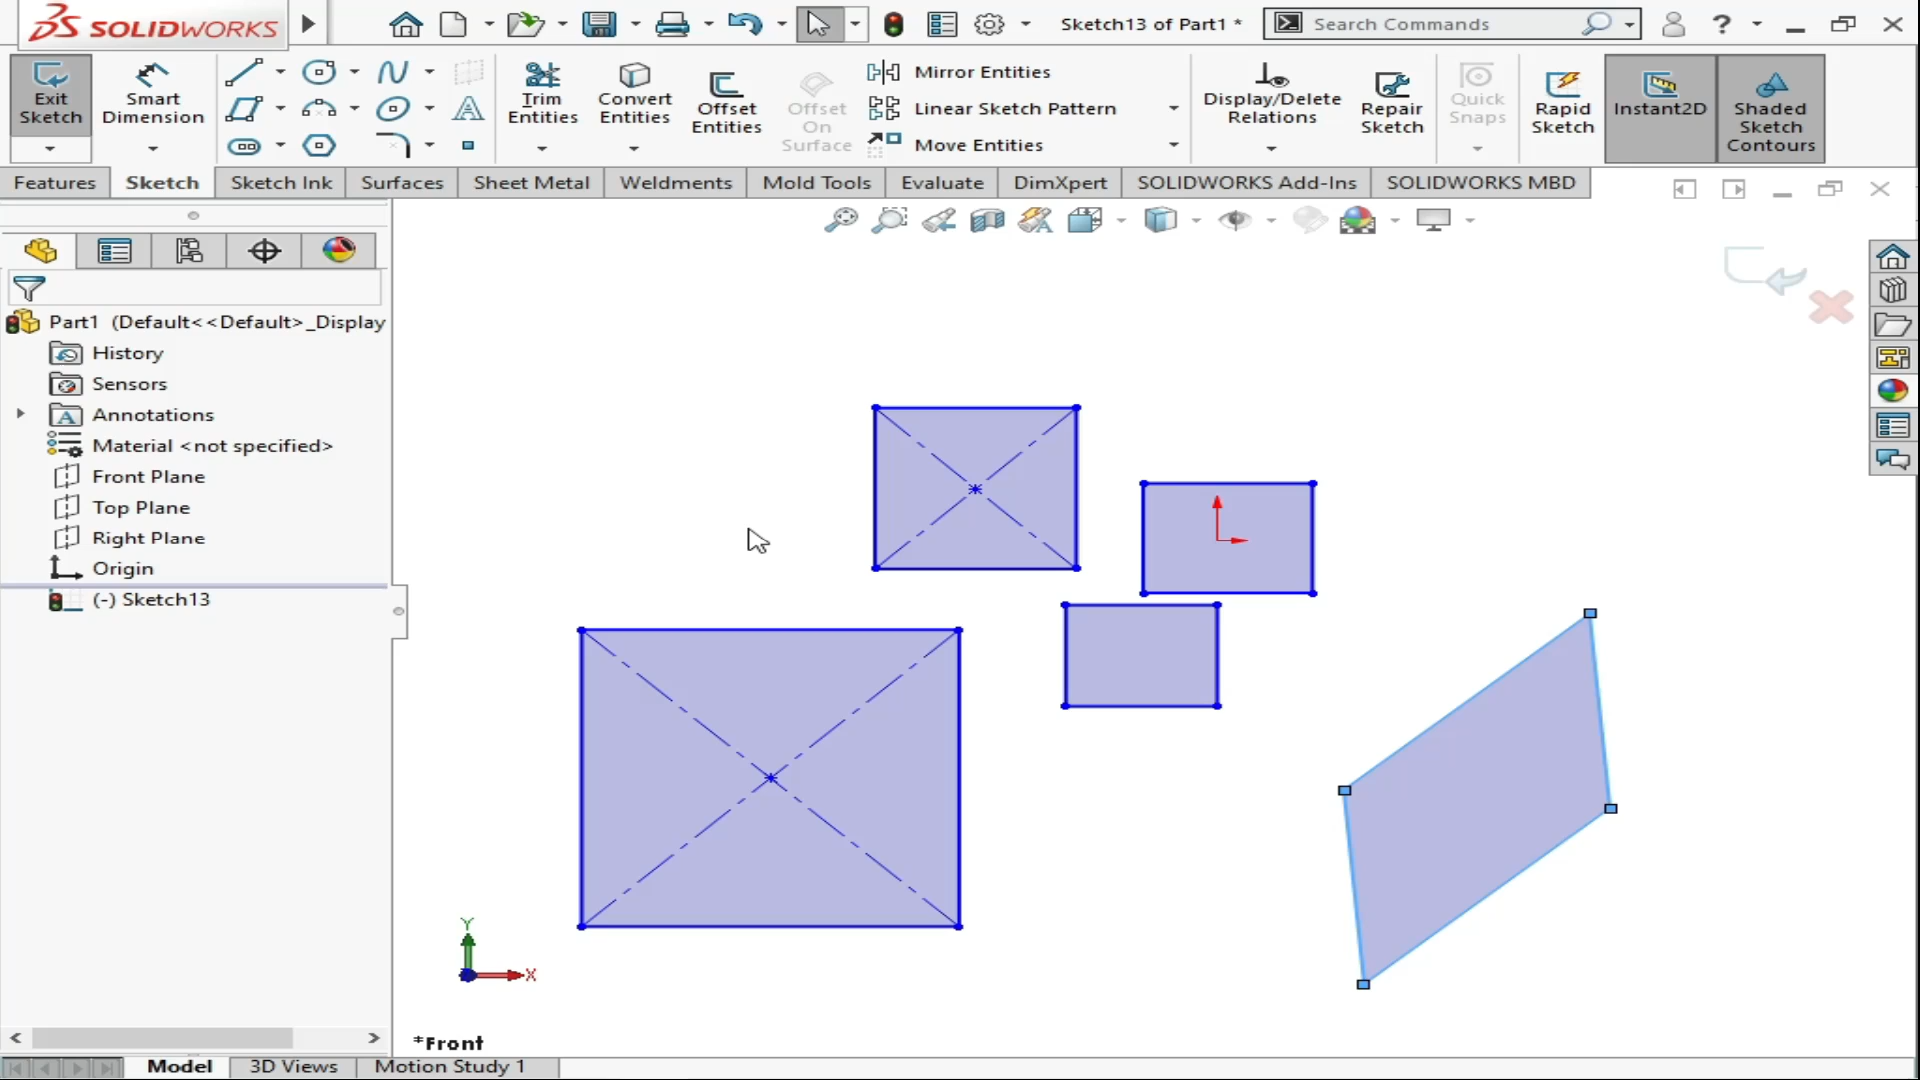 SOLIDWORKS
Sketch13 of Part1 *
Search Commands
?
Exit
Sketch
Smart
Dimension
Trim
Entities
Convert
Entities
Offset
Entities
Offset
On
Surface
Mirror Entities
Linear Sketch Pattern
Move Entities
Display/Delete
Relations
Repair
Sketch
Quick
Snaps
Rapid
Sketch
Instant2D
Shaded
Sketch
Contours
Features
Sketch
Sketch Ink
Surfaces
Sheet Metal
Weldments
Mold Tools
Evaluate
DimXpert
SOLIDWORKS Add-Ins
SOLIDWORKS MBD
Part1 (Default<<Default>_Display
History
Sensors
Annotations
Material <not specified>
Front Plane
Top Plane
Right Plane
Origin
(-) Sketch13
Y
X
*Front
Model
3D Views
Motion Study 1